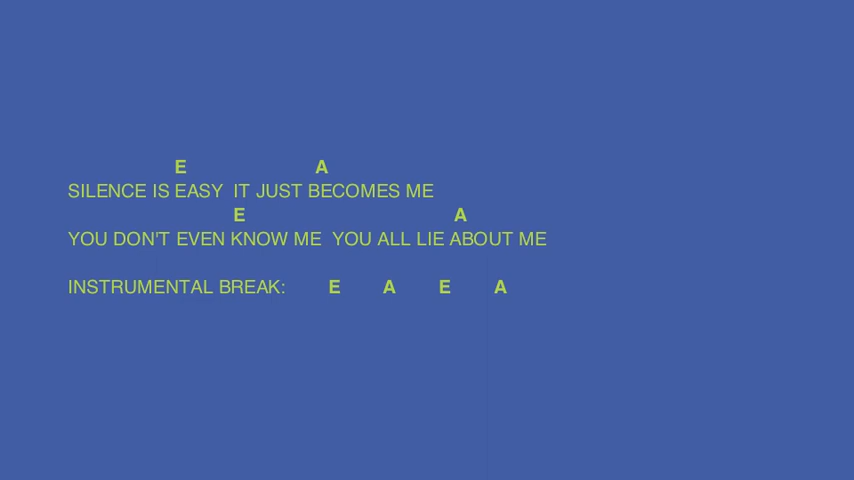 E A
SILENCE IS EASY IT JUST BECOMES ME
E A
YOU DON'T EVEN KNOW ME YOU ALL LIE ABOUT ME
INSTRUMENTAL BREAK: E A E A